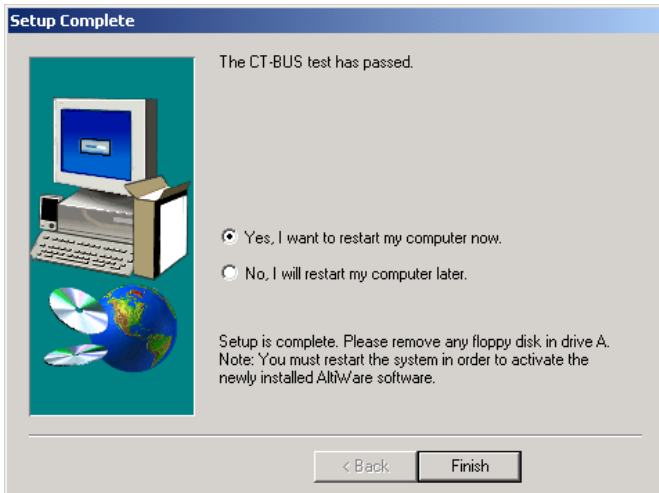 Setup Complete
The CT-BUS test has passed.
Yes, I want to restart my computer now.
No, I will restart my computer later.
Setup is complete. Please remove any floppy disk in drive A.
Note: You must restart the system in order to activate the
newly installed AltiWare software.
< Back
Finish